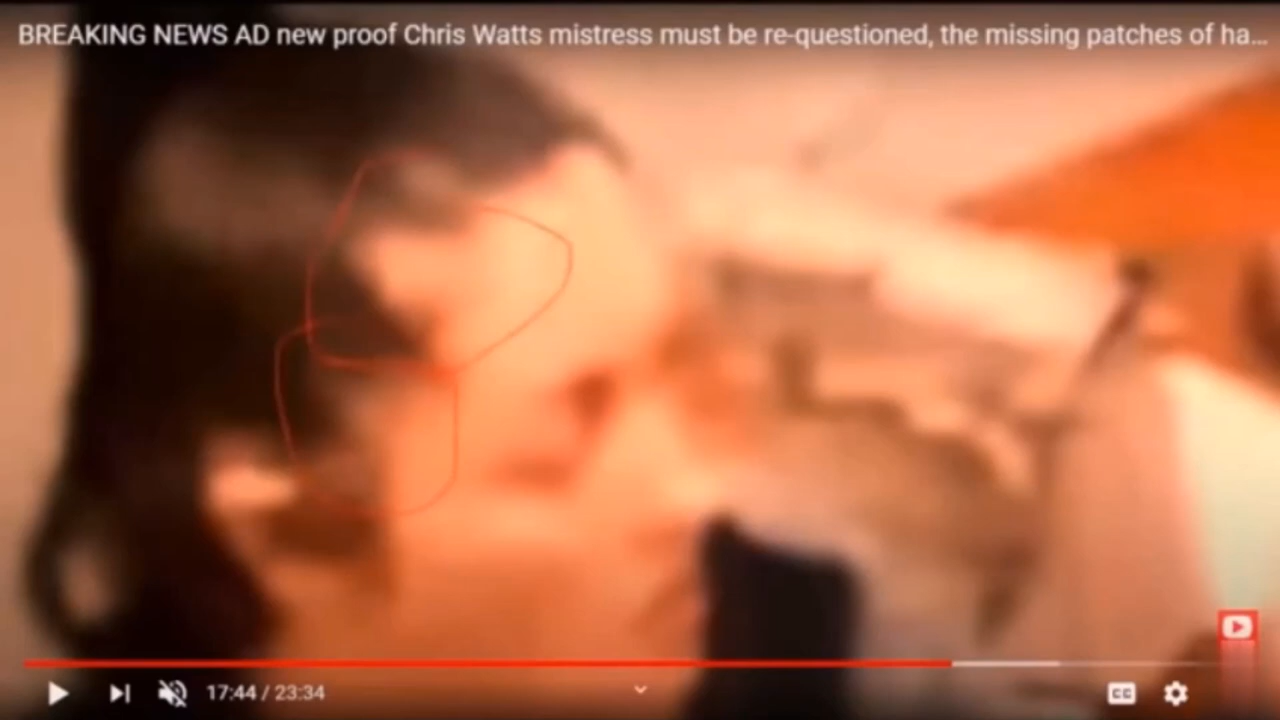 BREAKING NEWS AD new proof Chris Watts mistress must be re-questioned, the missing patches of ha...
17:44 / 23:34
CC